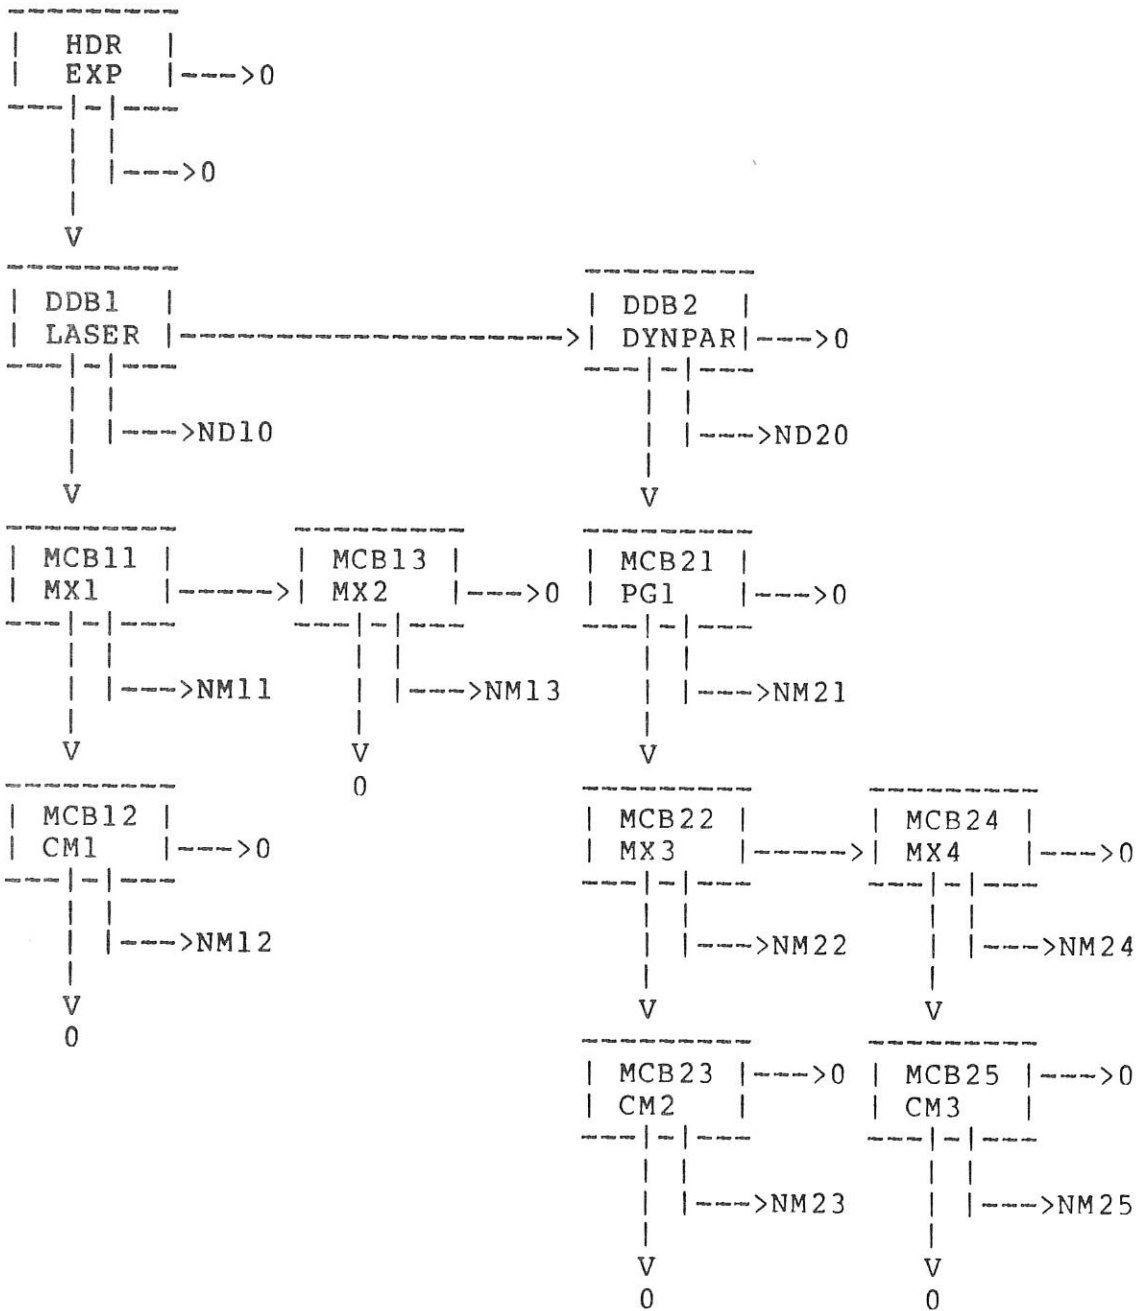 HDR
EXP --->0
--->0
V
DDB1 DDB2
LASER ----------------------> DYNPAR --->0
--->ND10 --->ND20
V V
MCB11 MCB13 MCB21
MX1 ------> MX2 --->0 PG1 --->0
--->NM11 --->NM13 --->NM21
V V V
0
MCB12 MCB22 MCB24
CM1 --->0 MX3 ------> MX4 --->0
--->NM12 --->NM22 --->NM24
V V V
0
MCB23 --->0 MCB25 --->0
CM2 CM3
--->NM23 --->NM25
V V
0 0